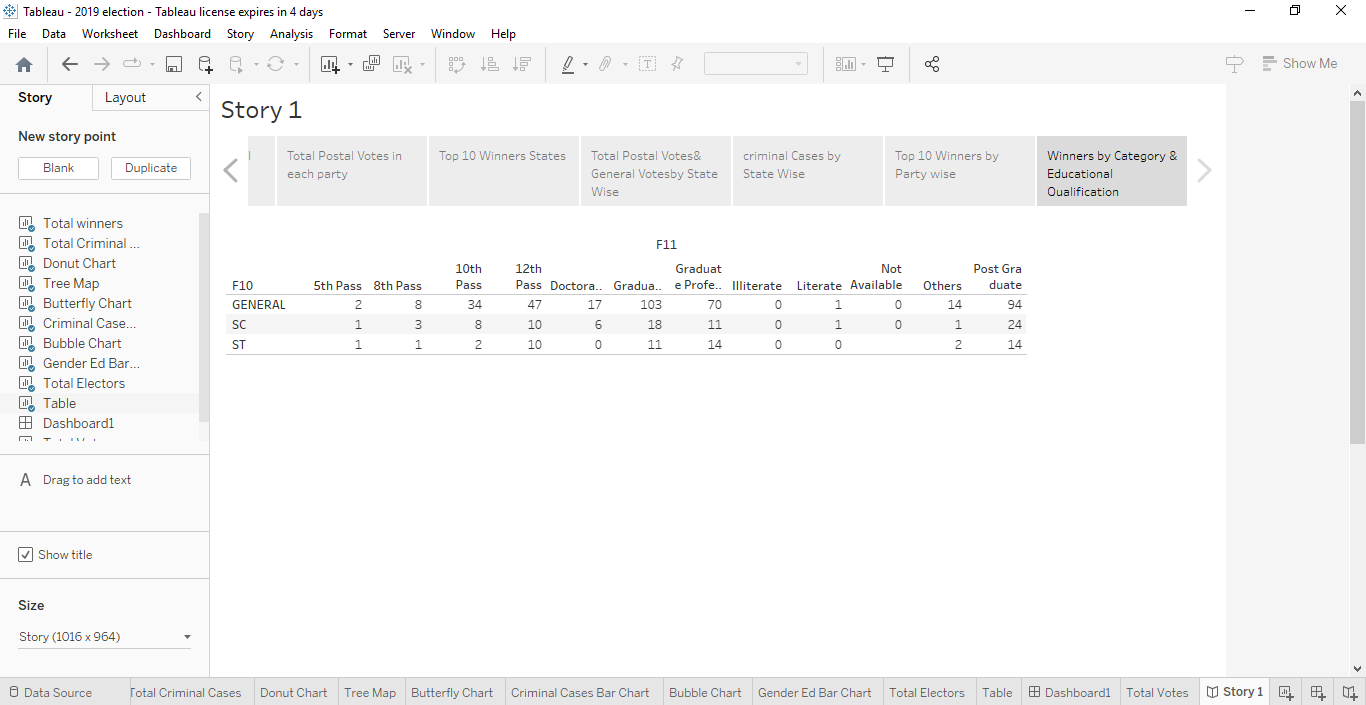 Tableau - 2019 election - Tableau license expires in 4 days
File Data Worksheet Dashboard Story Analysis Format Server Window Help
Show Me
Story Layout
New story point
Blank Duplicate
Total winners
Total Criminal ...
Donut Chart
Tree Map
Butterfly Chart
Criminal Case...
Bubble Chart
Gender Ed Bar...
Total Electors
Table
Dashboard1
A Drag to add text
Show title
Size
Story (1016 x 964)
Story 1
Total Postal Votes in
each party
Top 10 Winners States
Total Postal Votes&
General Votesby State
Wise
criminal Cases by
State Wise
Top 10 Winners by
Party wise
Winners by Category &
Educational
Qualification
F11
F10 5th Pass 8th Pass 10th Pass 12th Pass Doctora.. Gradua.. Graduat e Profe.. Illiterate Literate Not Available Others Post Gra duate
GENERAL 2 8 34 47 17 103 70 0 1 0 14 94
SC 1 3 8 10 6 18 11 0 1 0 1 24
ST 1 1 2 10 0 11 14 0 0 2 14
Data Source Total Criminal Cases Donut Chart Tree Map Butterfly Chart Criminal Cases Bar Chart Bubble Chart Gender Ed Bar Chart Total Electors Table Dashboard1 Total Votes Story 1